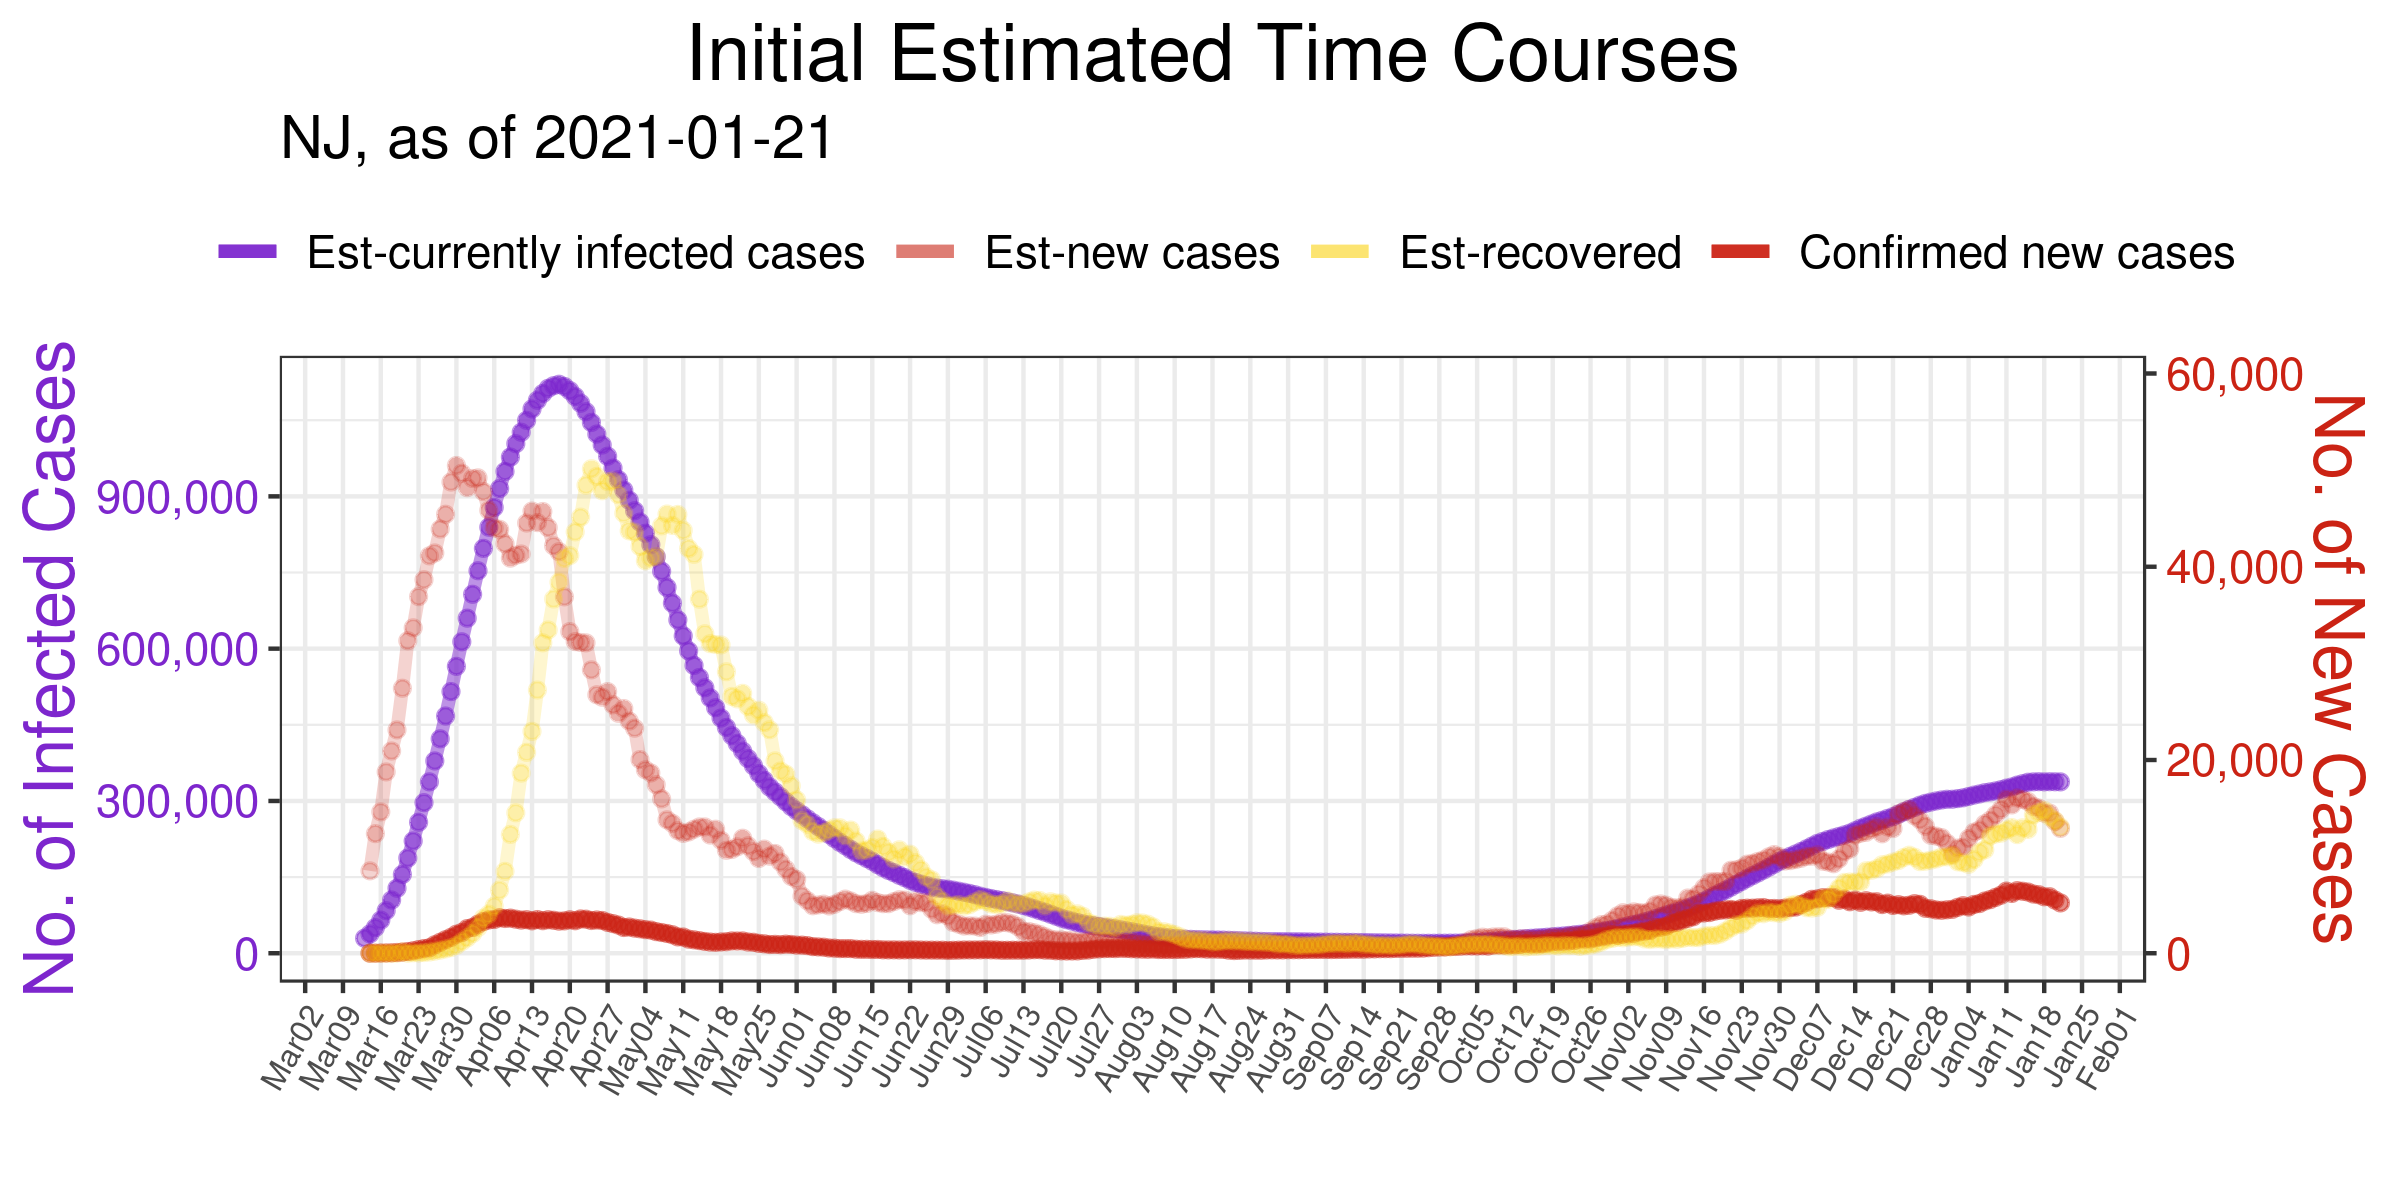 Initial Estimated Time Courses
NJ, as of 2021-01-21
Est-currently infected cases Est-new cases Est-recovered Confirmed new cases
No. of Infected Cases
900,000
600,000
300,000
0
60,000
40,000
20,000
0
No. of New Cases
Mar02 Mar09 Mar16 Mar23 Mar30 Apr06 Apr13 Apr20 Apr27 May04 May11 May18 May25 Jun01 Jun08 Jun15 Jun22 Jun29 Jul06 Jul13 Jul20 Jul27 Aug03 Aug10 Aug17 Aug24 Aug31 Sep07 Sep14 Sep21 Sep28 Oct05 Oct12 Oct19 Oct26 Nov02 Nov09 Nov16 Nov23 Nov30 Dec07 Dec14 Dec21 Dec28 Jan04 Jan11 Jan18 Jan25 Feb01